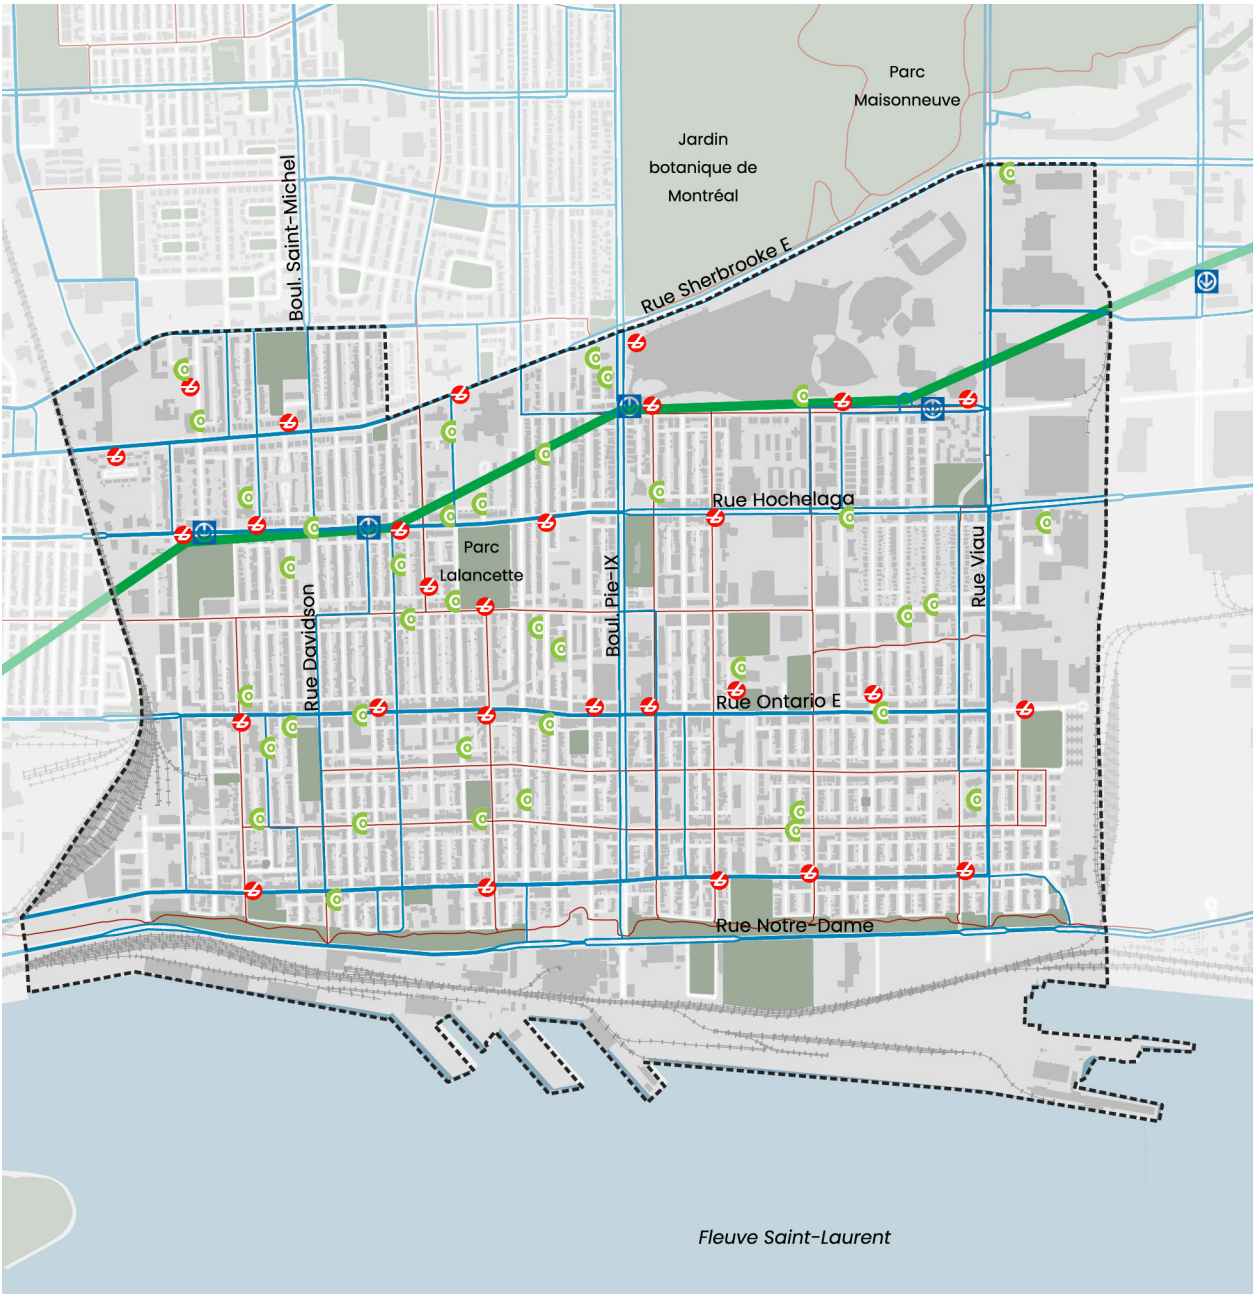 Parc
Maisonneuve
Jardin
botanique de
Montréal
Boul. Saint-Michel
Rue Sherbrooke E
Rue Hochelaga
Parc
Lalancette
Boul. Pie-IX
Rue Viau
Rue Davidson
Rue Ontario E
Rue Notre-Dame
Fleuve Saint-Laurent